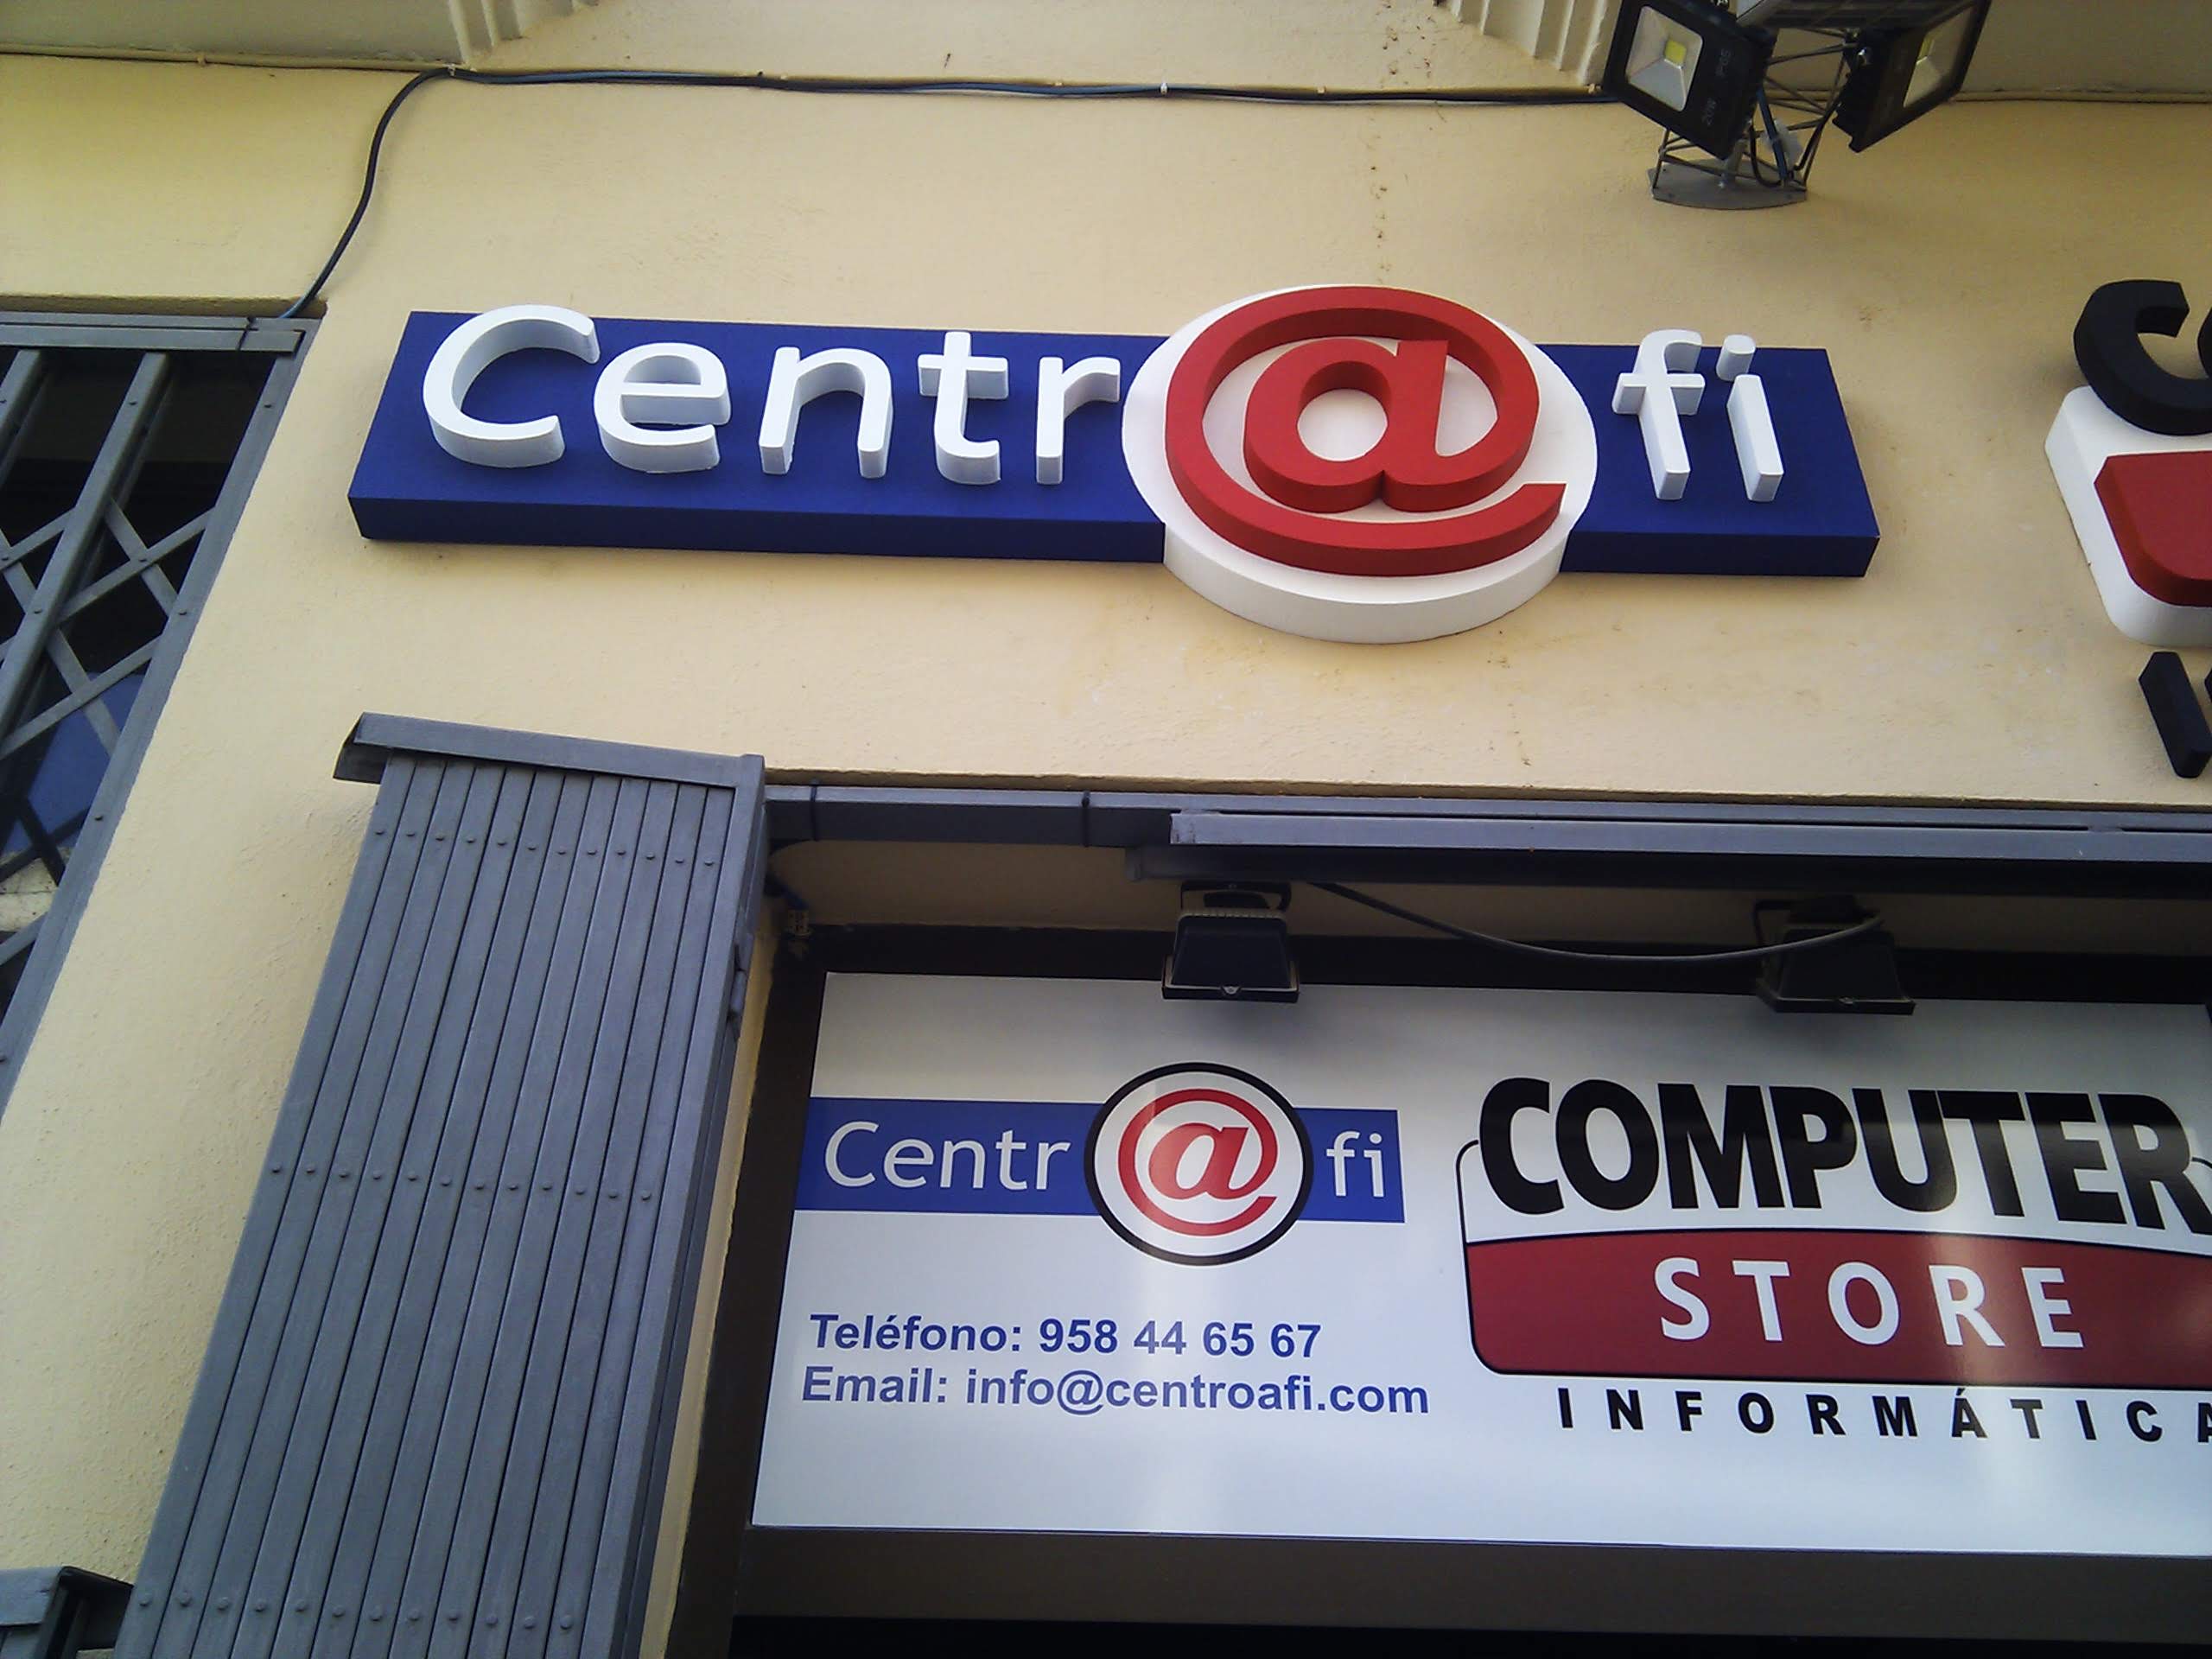 Centr@fi
Centr@fi
Teléfono: 958 44 65 67
Email: info@centroafi.com
COMPUTER
STORE
INFORMÁTICA